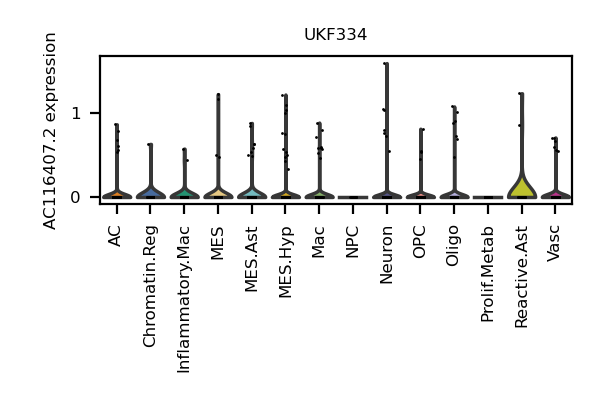 UKF334
AC116407.2 expression
1
0
AC
Chromatin.Reg
Inflammatory.Mac
MES
MES.Ast
MES.Hyp
Mac
NPC
Neuron
OPC
Oligo
Prolif.Metab
Reactive.Ast
Vasc